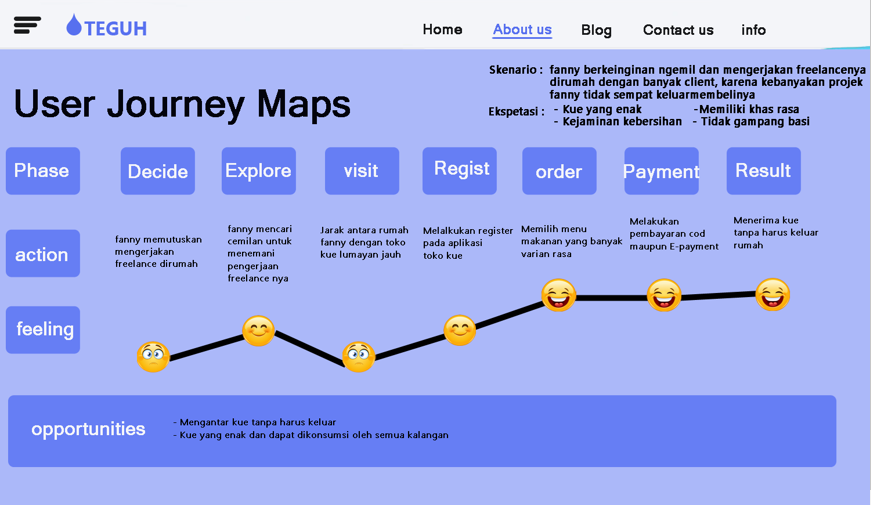 TEGUH
Home
About us
Blog
Contact us
info
User Journey Maps
Skenario : fanny berkeinginan ngemil dan mengerjakan freelancenya
dirumah dengan banyak client, karena kebanyakan projek
fanny tidak sempat keluarmembelinya
Ekspetasi : - Kue yang enak -Memiliki khas rasa
- Kejaminan kebersihan - Tidak gampang basi
Phase
Decide
Explore
visit
Regist
order
Payment
Result
action
fanny memutuskan
mengerjakan
freelance dirumah
fanny mencari
cemilan untuk
menemani
pengerjaan
freelance nya
Jarak antara rumah
fanny dengan toko
kue lumayan jauh
Melalkukan register
pada aplikasi
toko kue
Memilih menu
makanan yang banyak
varian rasa
Melakukan
pembayaran cod
maupun E-payment
Menerima kue
tanpa harus keluar
rumah
feeling
opportunities
- Mengantar kue tanpa harus keluar
- Kue yang enak dan dapat dikonsumsi oleh semua kalangan